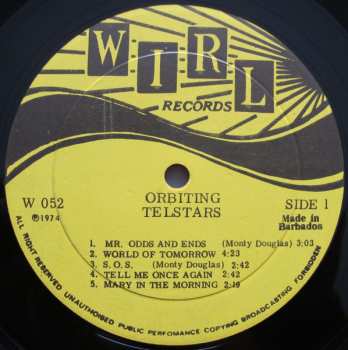 W I R L
RECORDS
W 052
℗1974
ORBITING
TELSTARS
SIDE 1
Made in
Barbados
1. MR. ODDS AND ENDS (Monty Douglas) 3:03
2. WORLD OF TOMORROW 4:23
3. S.O.S. (Monty Douglas) 2:42
4. TELL ME ONCE AGAIN 2:42
5. MARY IN THE MORNING 2:19
ALL RIGHT RESERVED UNAUTHORISED PUBLIC PERFOMANCE COPYING BROADCASTING FORBIDDEN